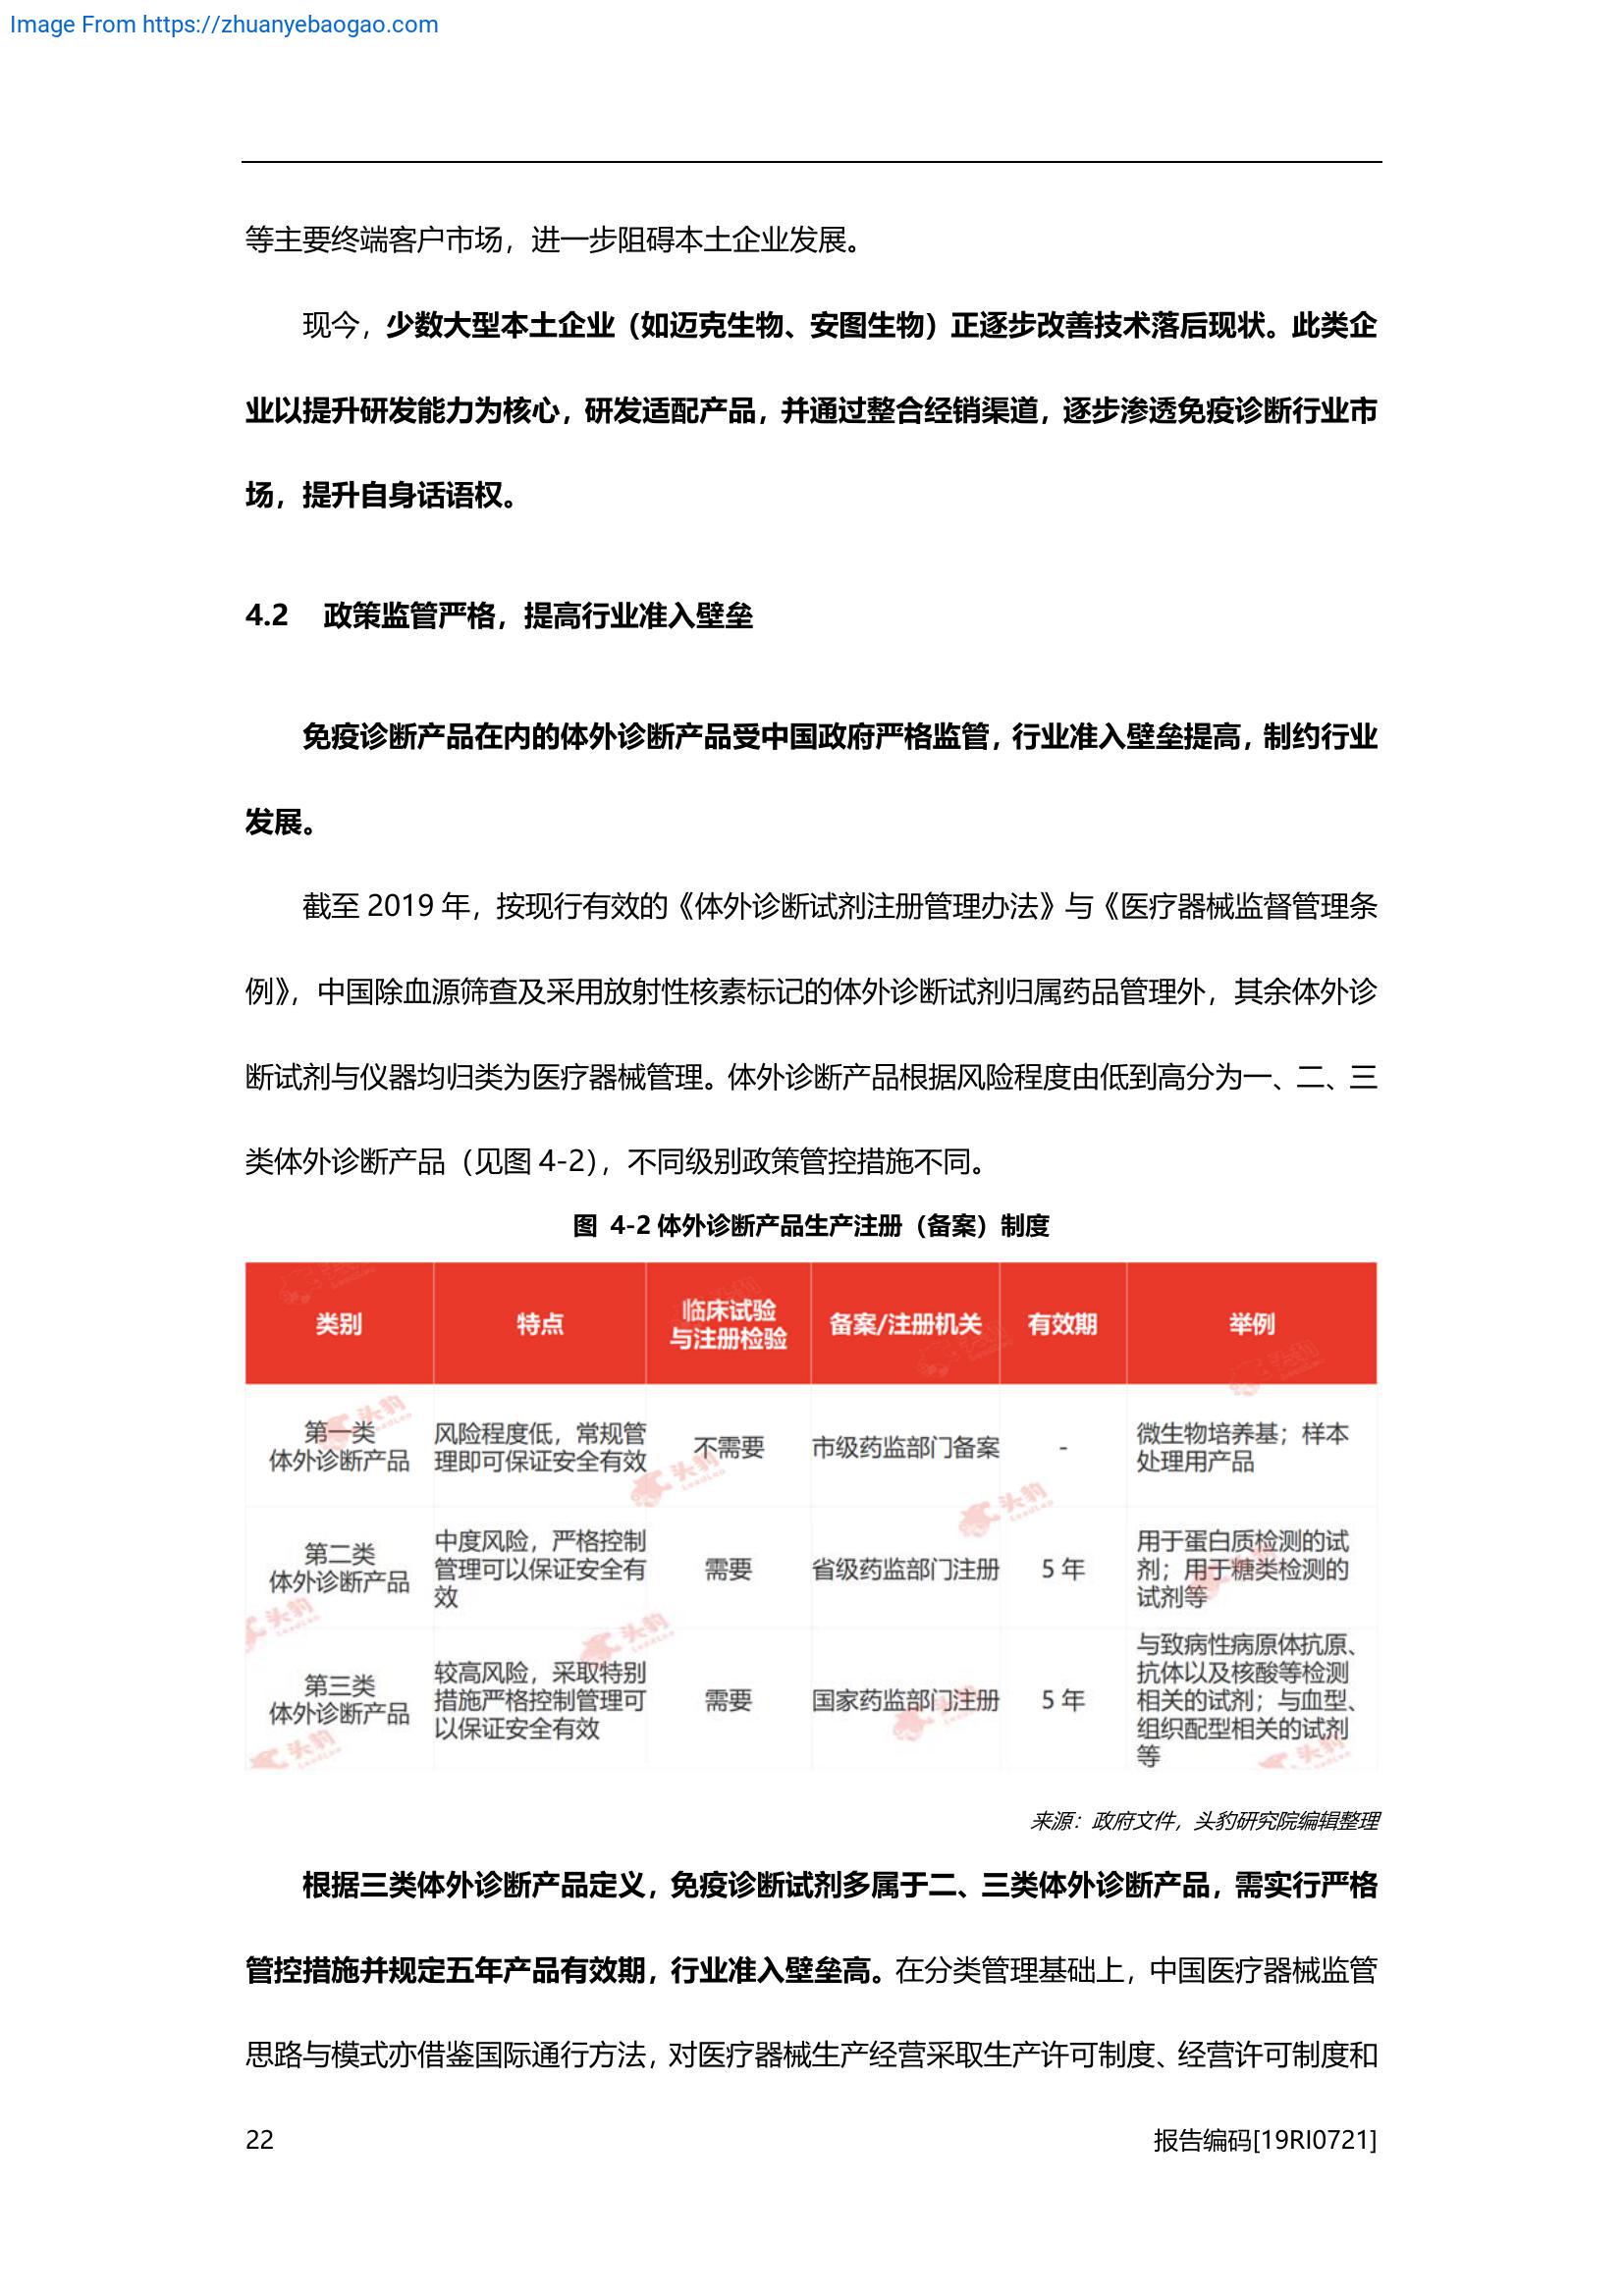 Image From https://zhuanyebaogao.com
等主要终端客户市场，进一步阻碍本土企业发展。
现今，少数大型本土企业（如迈克生物、安图生物）正逐步改善技术落后现状。此类企
业以提升研发能力为核心，研发适配产品，并通过整合经销渠道，逐步渗透免疫诊断行业市
场，提升自身话语权。
4.2 政策监管严格，提高行业准入壁垒
免疫诊断产品在内的体外诊断产品受中国政府严格监管，行业准入壁垒提高，制约行业
发展。
截至 2019 年，按现行有效的《体外诊断试剂注册管理办法》与《医疗器械监督管理条
例》，中国除血源筛查及采用放射性核素标记的体外诊断试剂归属药品管理外，其余体外诊
断试剂与仪器均归类为医疗器械管理。体外诊断产品根据风险程度由低到高分为一、二、三
类体外诊断产品（见图 4-2），不同级别政策管控措施不同。
图 4-2 体外诊断产品生产注册（备案）制度
类别 特点 临床试验 备案/注册机关 有效期 举例
与注册检验
第一类
体外诊断产品
风险程度低，常规管
理即可保证安全有效
不需要
市级药监部门备案
-
微生物培养基；样本
处理用产品
第二类
体外诊断产品
中度风险，严格控制
管理可以保证安全有
效
需要
省级药监部门注册
5 年
用于蛋白质检测的试
剂；用于糖类检测的
试剂等
第三类
体外诊断产品
较高风险，采取特别
措施严格控制管理可
以保证安全有效
需要
国家药监部门注册
5 年
与致病性病原体抗原、
抗体以及核酸等检测
相关的试剂；与血型、
组织配型相关的试剂
等
来源：政府文件，头豹研究院编辑整理
根据三类体外诊断产品定义，免疫诊断试剂多属于二、三类体外诊断产品，需实行严格
管控措施并规定五年产品有效期，行业准入壁垒高。在分类管理基础上，中国医疗器械监管
思路与模式亦借鉴国际通行方法，对医疗器械生产经营采取生产许可制度、经营许可制度和
22
报告编码[19RI0721]